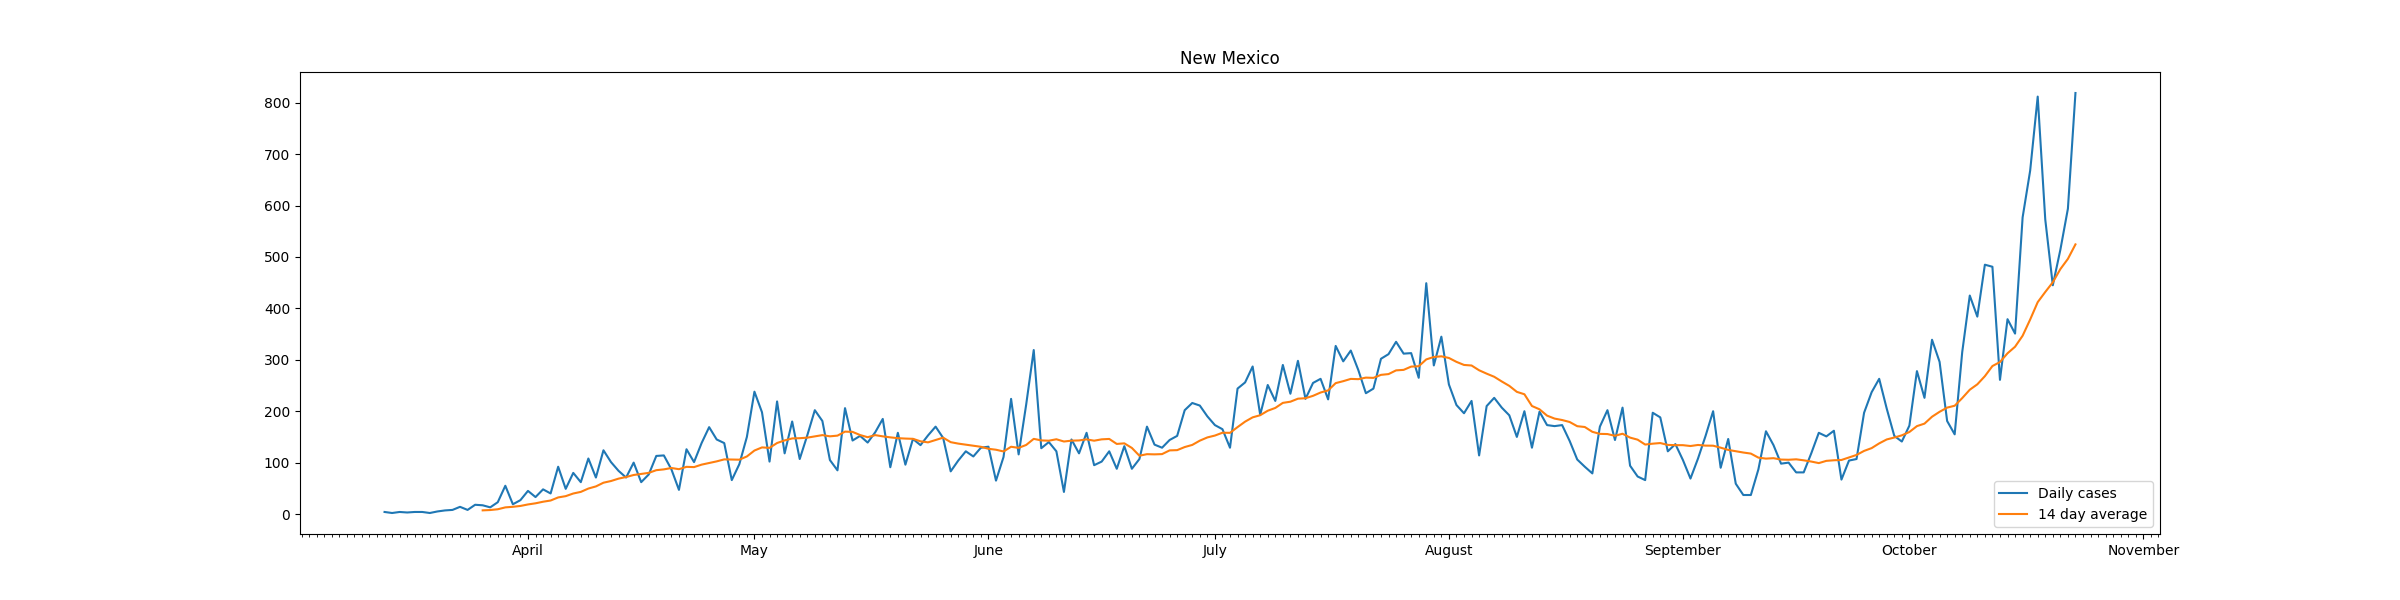 New Mexico
800
700
600
500
400
300
200
100
0
April May June July August September October November
Daily cases
14 day average